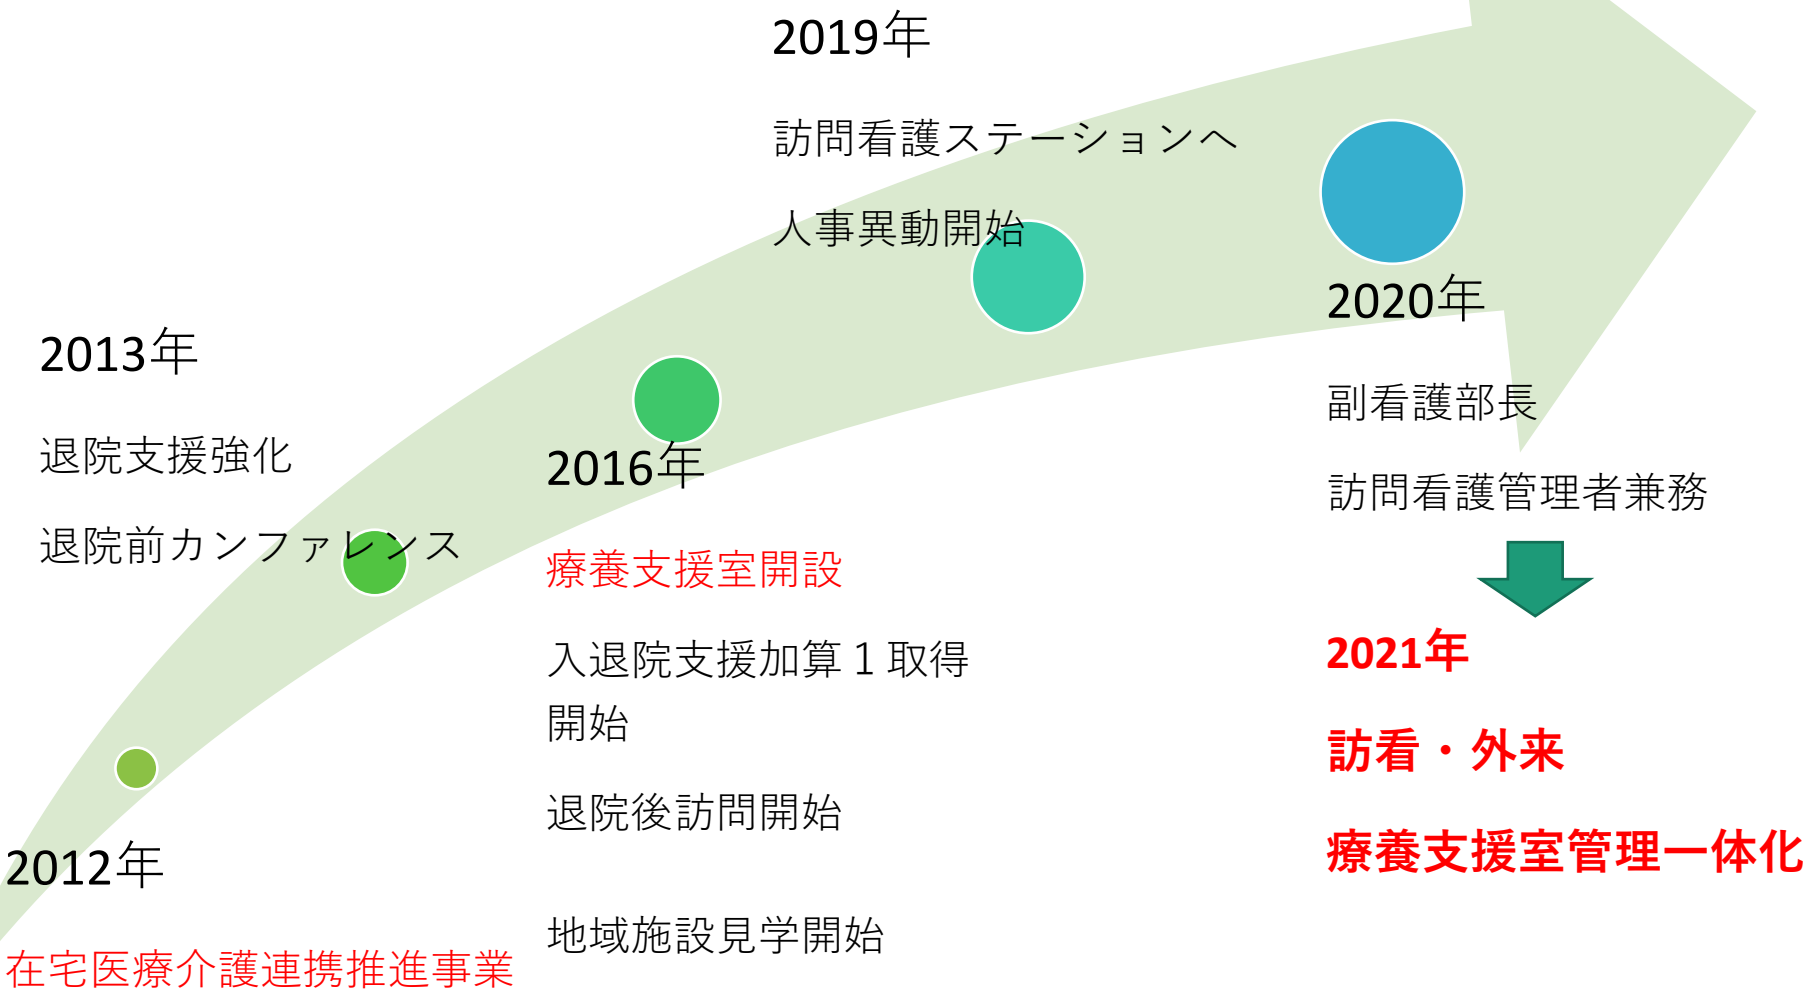 2012年
在宅医療介護連携推進事業
2013年
退院支援強化
退院前カンファレンス
2016年
療養支援室開設
入退院支援加算１取得
開始
退院後訪問開始
地域施設見学開始
2019年
訪問看護ステーションへ
人事異動開始
2020年
副看護部長
訪問看護管理者兼務
2021年
訪看・外来
療養支援室管理一体化